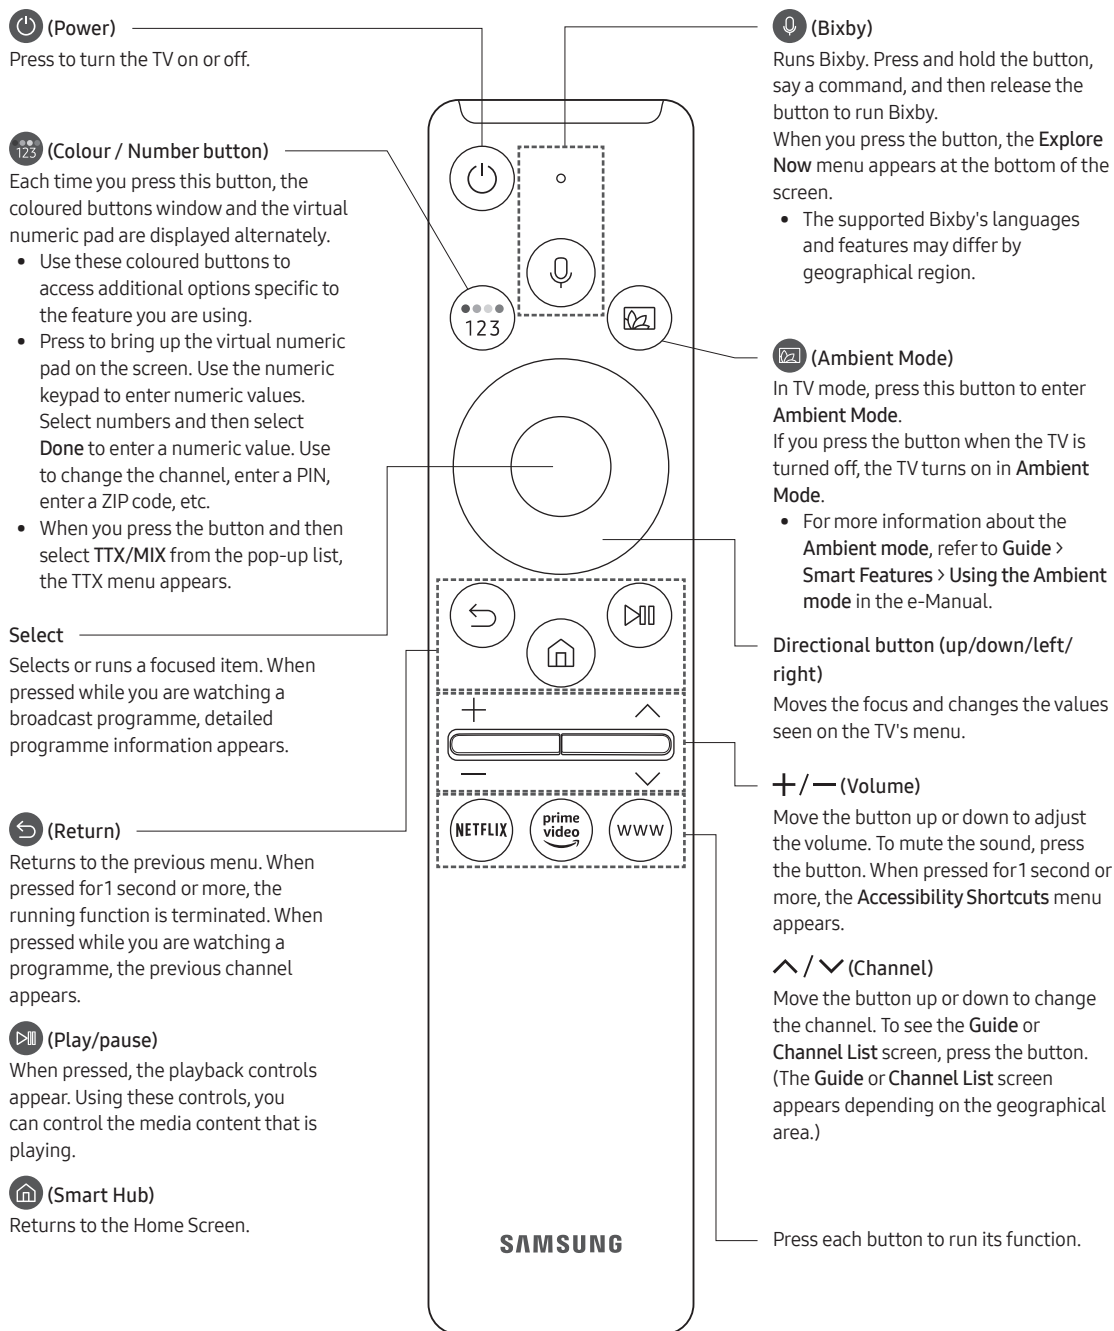 (Power)
Press to turn the TV on or off.
123 (Colour / Number button)
Each time you press this button, the
coloured buttons window and the virtual
numeric pad are displayed alternately.
• Use these coloured buttons to
access additional options specific to
the feature you are using.
• Press to bring up the virtual numeric
pad on the screen. Use the numeric
keypad to enter numeric values.
Select numbers and then select
Done to enter a numeric value. Use
to change the channel, enter a PIN,
enter a ZIP code, etc.
• When you press the button and then
select TTX/MIX from the pop-up list,
the TTX menu appears.
Select
Selects or runs a focused item. When
pressed while you are watching a
broadcast programme, detailed
programme information appears.
(Return)
Returns to the previous menu. When
pressed for 1 second or more, the
running function is terminated. When
pressed while you are watching a
programme, the previous channel
appears.
(Play/pause)
When pressed, the playback controls
appear. Using these controls, you
can control the media content that is
playing.
(Smart Hub)
Returns to the Home Screen.
123
NETFLIX
prime
video
www
SAMSUNG
(Bixby)
Runs Bixby. Press and hold the button,
say a command, and then release the
button to run Bixby.
When you press the button, the Explore
Now menu appears at the bottom of the
screen.
• The supported Bixby's languages
and features may differ by
geographical region.
(Ambient Mode)
In TV mode, press this button to enter
Ambient Mode.
If you press the button when the TV is
turned off, the TV turns on in Ambient
Mode.
• For more information about the
Ambient mode, refer to Guide >
Smart Features > Using the Ambient
mode in the e-Manual.
Directional button (up/down/left/
right)
Moves the focus and changes the values
seen on the TV's menu.
+/− (Volume)
Move the button up or down to adjust
the volume. To mute the sound, press
the button. When pressed for 1 second or
more, the Accessibility Shortcuts menu
appears.
/ (Channel)
Move the button up or down to change
the channel. To see the Guide or
Channel List screen, press the button.
(The Guide or Channel List screen
appears depending on the geographical
area.)
Press each button to run its function.